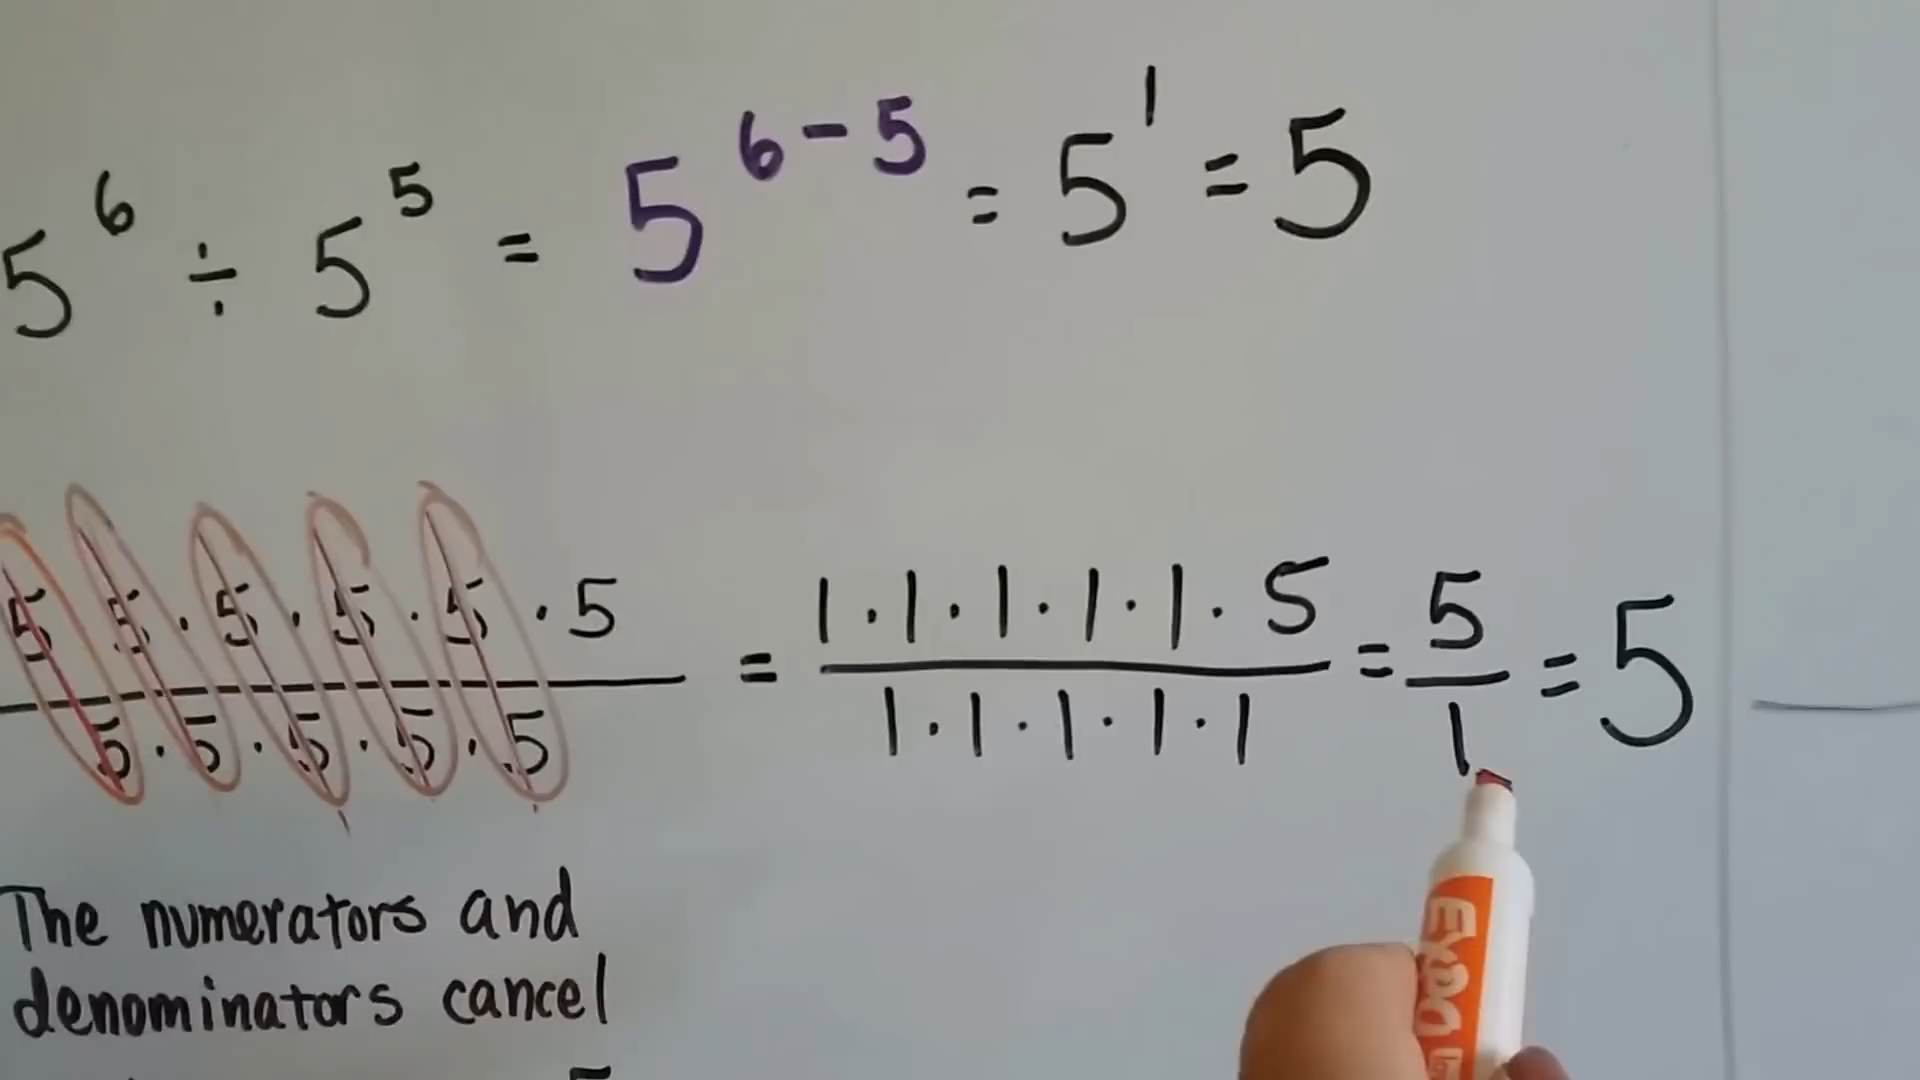 5⁶ ÷ 5⁵ = 5⁶⁻⁵ = 5¹ = 5
5 5 · 5 · 5 · 5 · 5 = 1 · 1 · 1 · 1 · 1 · 5 = 5 = 5
5 · 5 · 5 · 5 · 5 1 · 1 · 1 · 1 · 1 1
The numerators and
denominators cancel
Expo